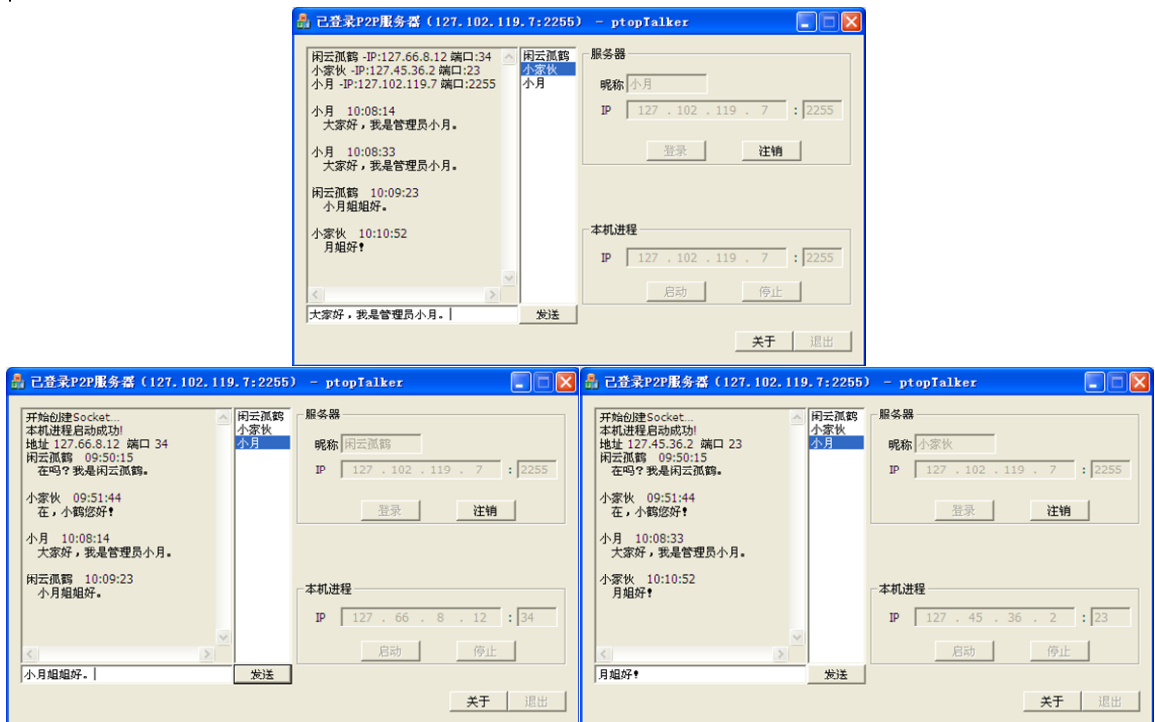 已登录P2P服务器（127.102.119.7:2255） - ptopTalker
闲云孤鹤 -IP:127.66.8.12 端口:34
小家伙 -IP:127.45.36.2 端口:23
小月 -IP:127.102.119.7 端口:2255
小月 10:08:14
大家好，我是管理员小月。
小月 10:08:33
大家好，我是管理员小月。
闲云孤鹤 10:09:23
小月姐姐好。
小家伙 10:10:52
月姐好！
大家好，我是管理员小月。
发送
闲云孤鹤
小家伙
小月
服务器
昵称 小月
IP 127 . 102 . 119 . 7 : 2255
登录 注销
本机进程
IP 127 . 102 . 119 . 7 : 2255
启动 停止
关于 退出
已登录P2P服务器（127.102.119.7:2255） - ptopTalker
开始创建Socket...
本机进程启动成功!
地址 127.66.8.12 端口 34
闲云孤鹤 09:50:15
在吗？我是闲云孤鹤。
小家伙 09:51:44
在，小鹤您好！
小月 10:08:14
大家好，我是管理员小月。
闲云孤鹤 10:09:23
小月姐姐好。
小月姐姐好。
发送
闲云孤鹤
小家伙
小月
服务器
昵称 闲云孤鹤
IP 127 . 102 . 119 . 7 : 2255
登录 注销
本机进程
IP 127 . 66 . 8 . 12 : 34
启动 停止
关于 退出
已登录P2P服务器（127.102.119.7:2255） - ptopTalker
开始创建Socket...
本机进程启动成功!
地址 127.45.36.2 端口 23
闲云孤鹤 09:50:15
在吗？我是闲云孤鹤。
小家伙 09:51:44
在，小鹤您好！
小月 10:08:33
大家好，我是管理员小月。
小家伙 10:10:52
月姐好！
月姐好！
发送
闲云孤鹤
小家伙
小月
服务器
昵称 小家伙
IP 127 . 102 . 119 . 7 : 2255
登录 注销
本机进程
IP 127 . 45 . 36 . 2 : 23
启动 停止
关于 退出